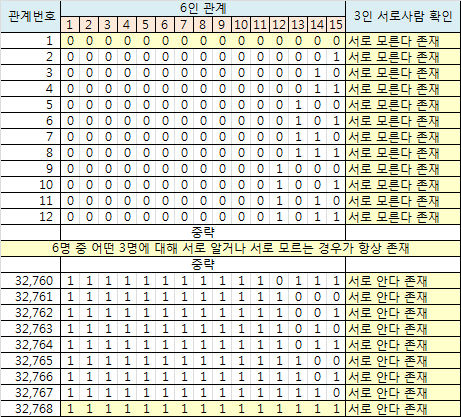 관계번호 6인 관계 3인 서로사람 확인
1 2 3 4 5 6 7 8 9 10 11 12 13 14 15
1 0 0 0 0 0 0 0 0 0 0 0 0 0 0 0 서로 모른다 존재
2 0 0 0 0 0 0 0 0 0 0 0 0 0 0 1 서로 모른다 존재
3 0 0 0 0 0 0 0 0 0 0 0 0 0 1 0 서로 모른다 존재
4 0 0 0 0 0 0 0 0 0 0 0 0 0 1 1 서로 모른다 존재
5 0 0 0 0 0 0 0 0 0 0 0 0 1 0 0 서로 모른다 존재
6 0 0 0 0 0 0 0 0 0 0 0 0 1 0 1 서로 모른다 존재
7 0 0 0 0 0 0 0 0 0 0 0 0 1 1 0 서로 모른다 존재
8 0 0 0 0 0 0 0 0 0 0 0 0 1 1 1 서로 모른다 존재
9 0 0 0 0 0 0 0 0 0 0 0 1 0 0 0 서로 모른다 존재
10 0 0 0 0 0 0 0 0 0 0 0 1 0 0 1 서로 모른다 존재
11 0 0 0 0 0 0 0 0 0 0 0 1 0 1 0 서로 모른다 존재
12 0 0 0 0 0 0 0 0 0 0 0 1 0 1 1 서로 모른다 존재
중략
6명 중 어떤 3명에 대해 서로 알거나 서로 모르는 경우가 항상 존재
중략
32,760 1 1 1 1 1 1 1 1 1 1 1 0 1 1 1 서로 안다 존재
32,761 1 1 1 1 1 1 1 1 1 1 1 1 0 0 0 서로 안다 존재
32,762 1 1 1 1 1 1 1 1 1 1 1 1 0 0 1 서로 안다 존재
32,763 1 1 1 1 1 1 1 1 1 1 1 1 0 1 0 서로 안다 존재
32,764 1 1 1 1 1 1 1 1 1 1 1 1 0 1 1 서로 안다 존재
32,765 1 1 1 1 1 1 1 1 1 1 1 1 1 0 0 서로 안다 존재
32,766 1 1 1 1 1 1 1 1 1 1 1 1 1 0 1 서로 안다 존재
32,767 1 1 1 1 1 1 1 1 1 1 1 1 1 1 0 서로 안다 존재
32,768 1 1 1 1 1 1 1 1 1 1 1 1 1 1 1 서로 안다 존재